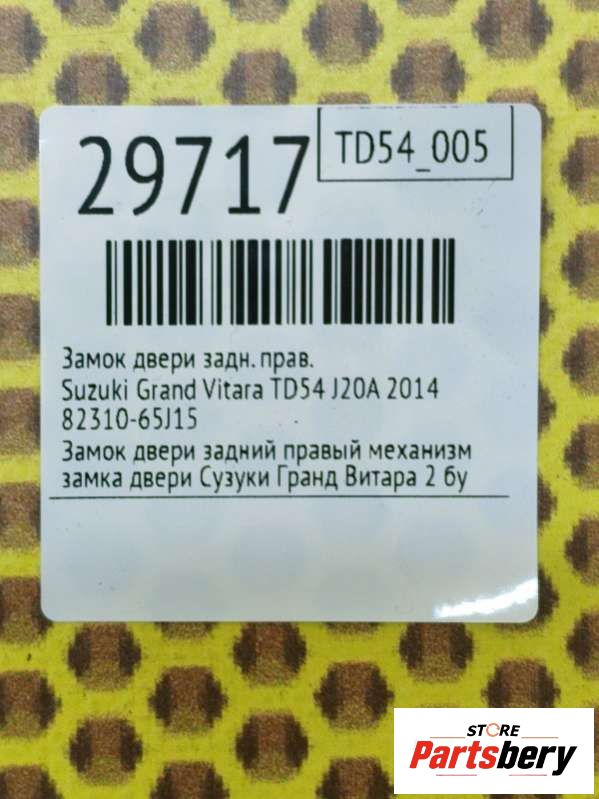 29717
TD54_005
Замок двери задн. прав.
Suzuki Grand Vitara TD54 J20A 2014
82310-65J15
Замок двери задний правый механизм
замка двери Сузуки Гранд Витара 2 бу
STORE
Partsbery